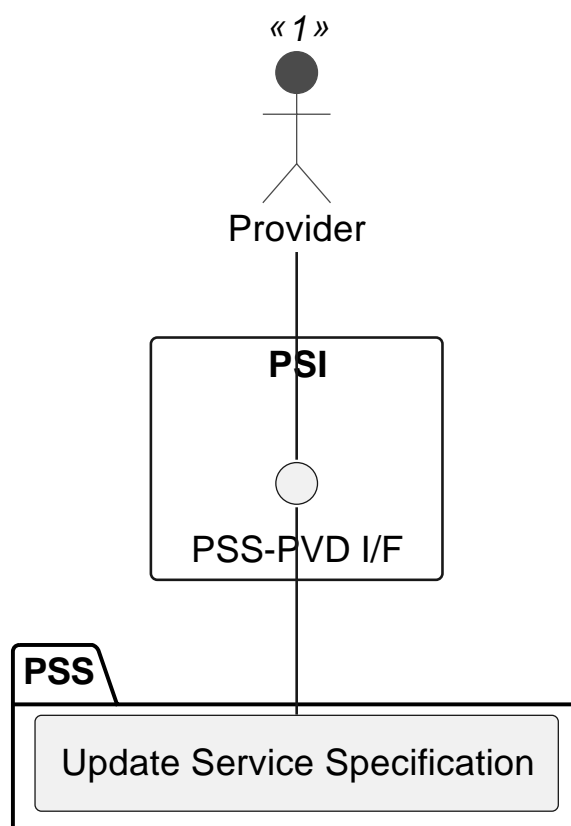 «1»
Provider
PSI
PSS-PVD I/F
PSS
Update Service Specification